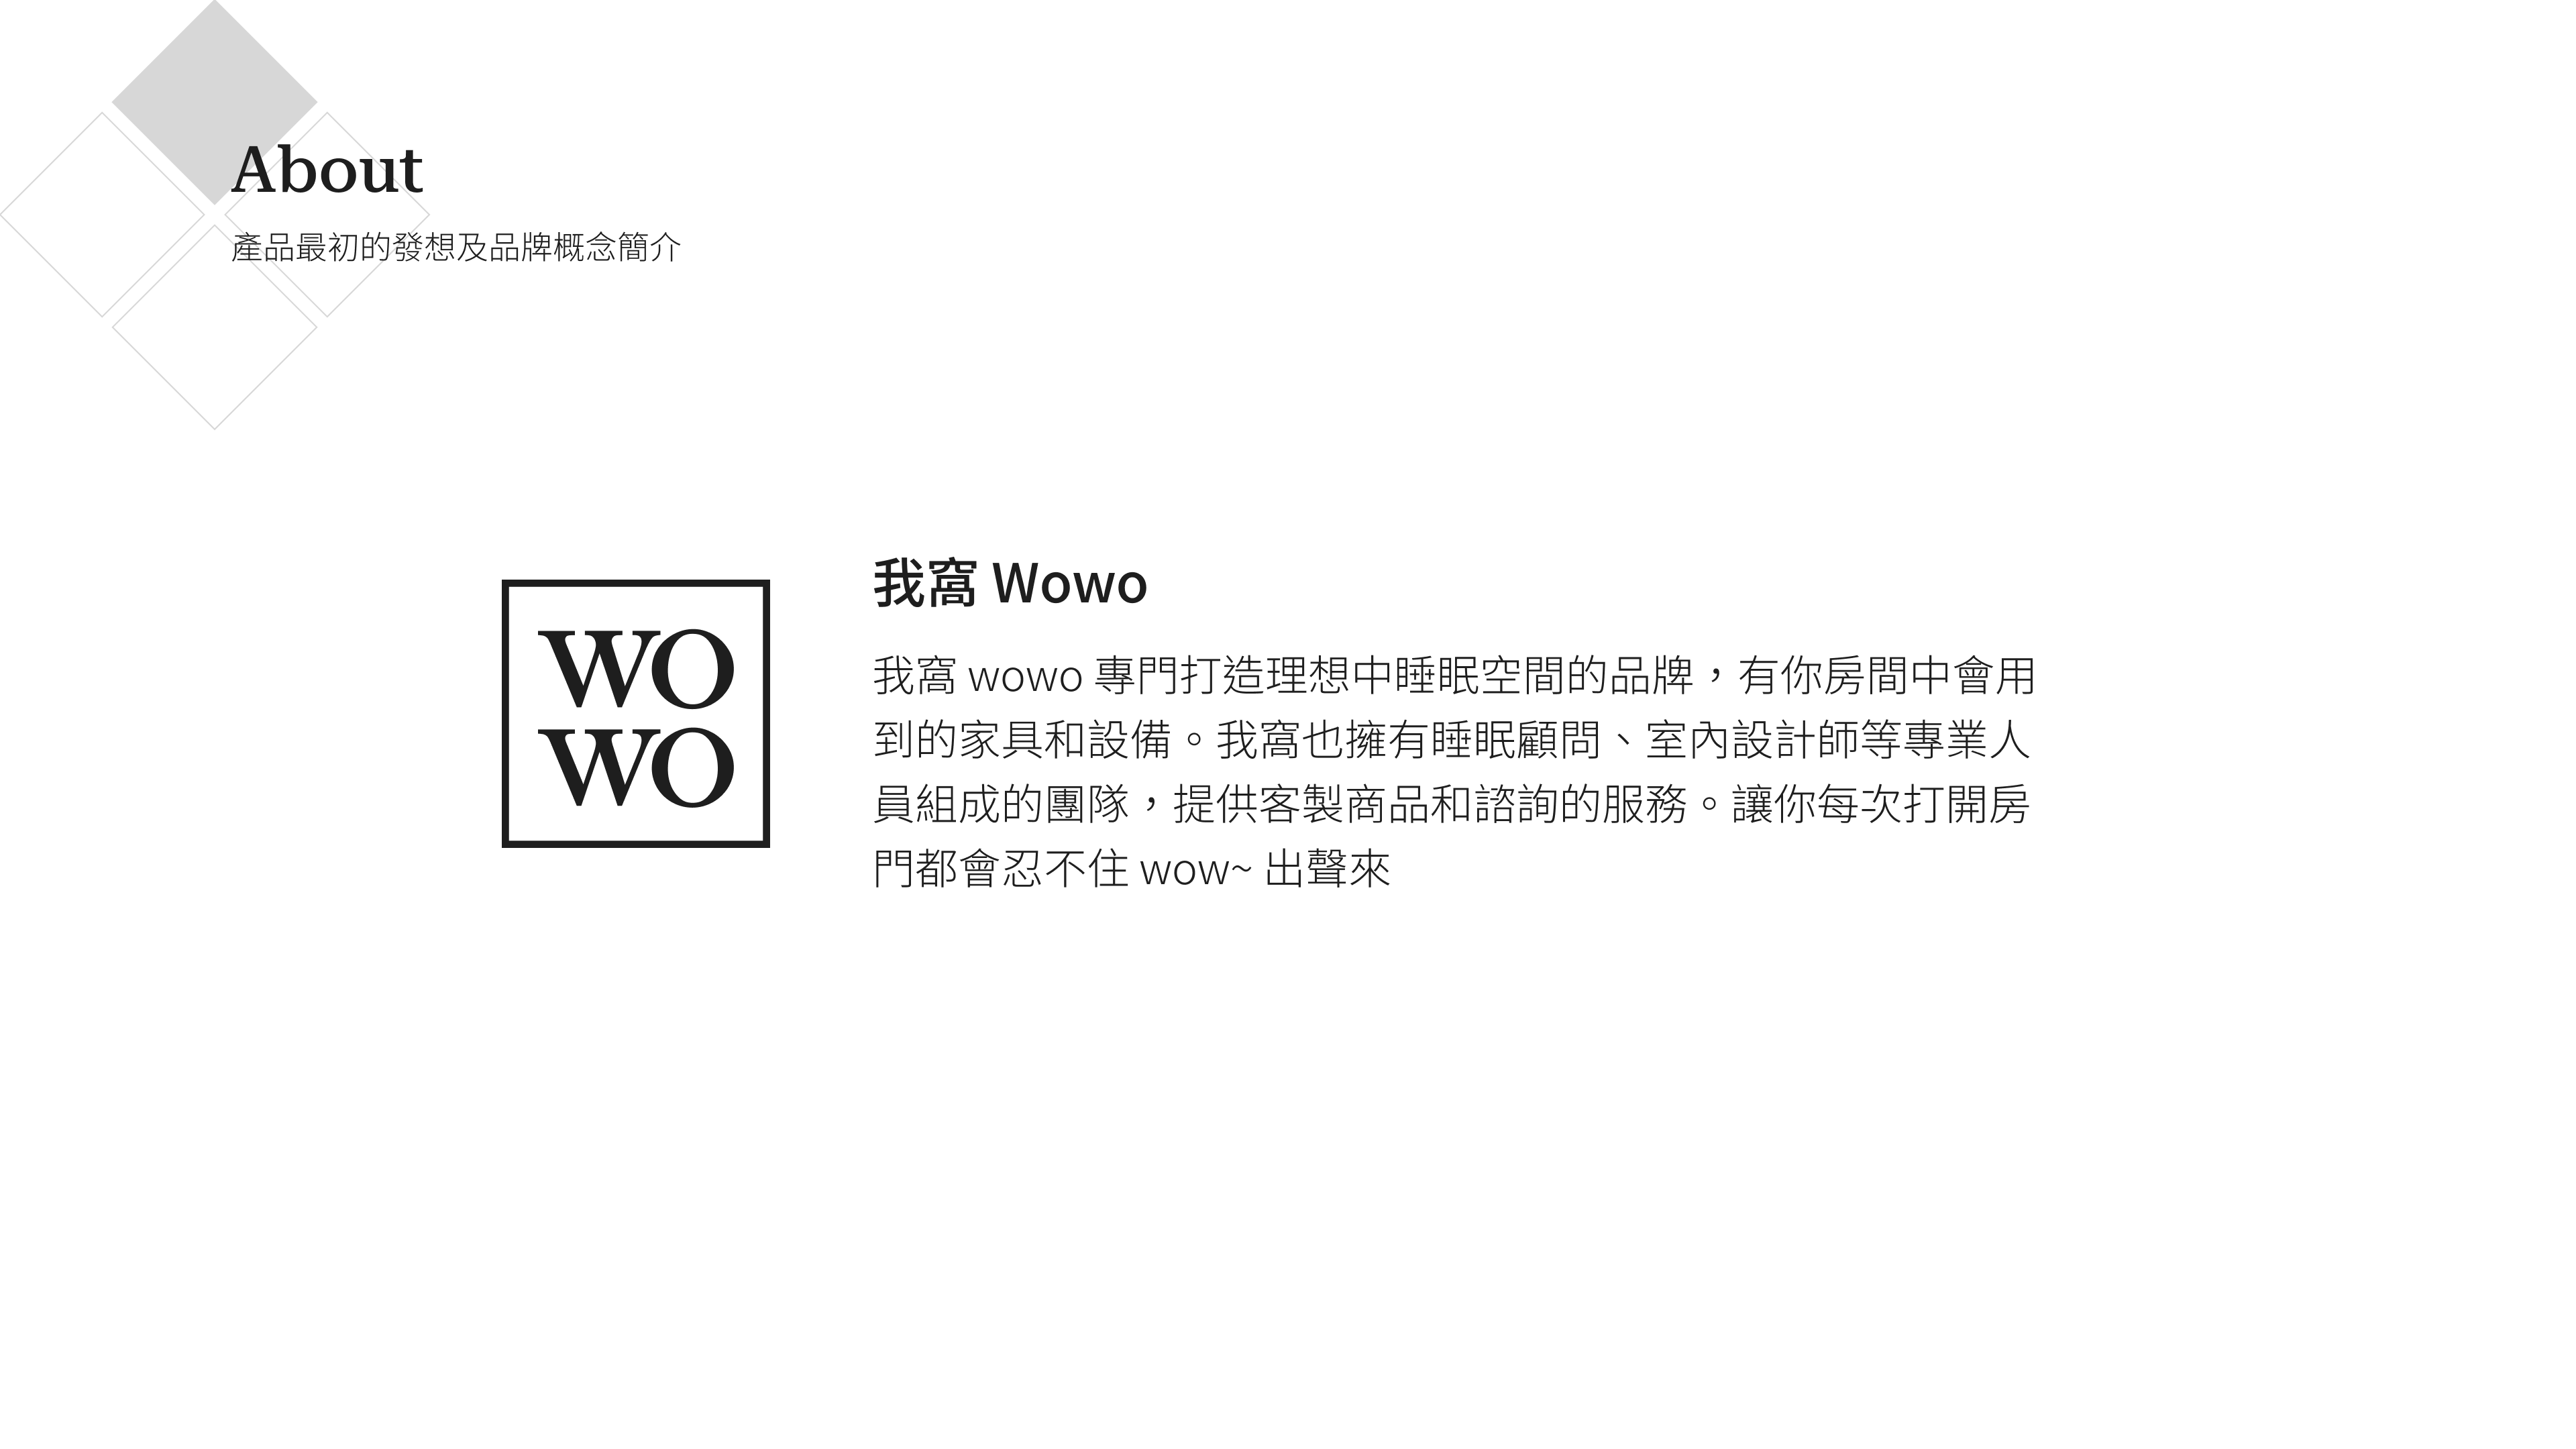 About
產品最初的發想及品牌概念簡介
WO
WO
我窩 Wowo
我窩 wowo 專門打造理想中睡眠空間的品牌，有你房間中會用
到的家具和設備。我窩也擁有睡眠顧問、室內設計師等專業人
員組成的團隊，提供客製商品和諮詢的服務。讓你每次打開房
門都會忍不住 wow~ 出聲來